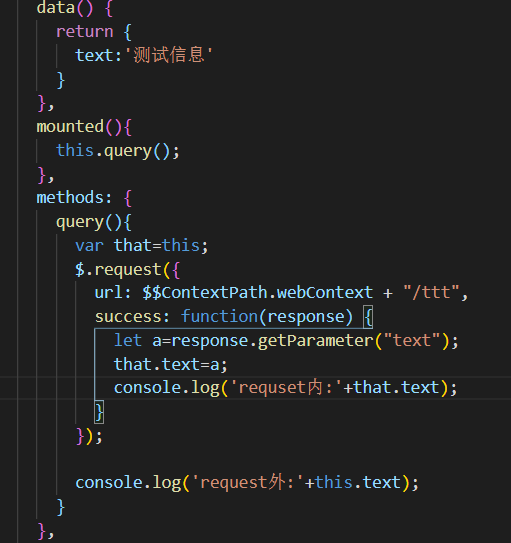 data() {
return {
text:'测试信息'
}
},
mounted(){
this.query();
},
methods: {
query(){
var that=this;
$.request({
url: $$ContextPath.webContext + "/ttt",
success: function(response) {
let a=response.getParameter("text");
that.text=a;
console.log('requset内:'+that.text);
}
});
console.log('request外:'+this.text);
}
},